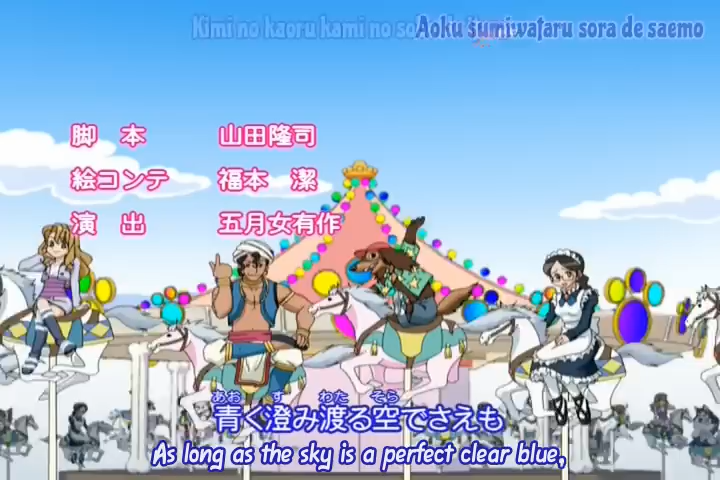 Kimi no kaoru kami no so
Aoku sumiwataru sora de saemo
脚 本 山田隆司
絵コンテ 福本 潔
演 出 五月女有作
あお す わた そら
青く澄み渡る空でさえも
As long as the sky is a perfect clear blue,